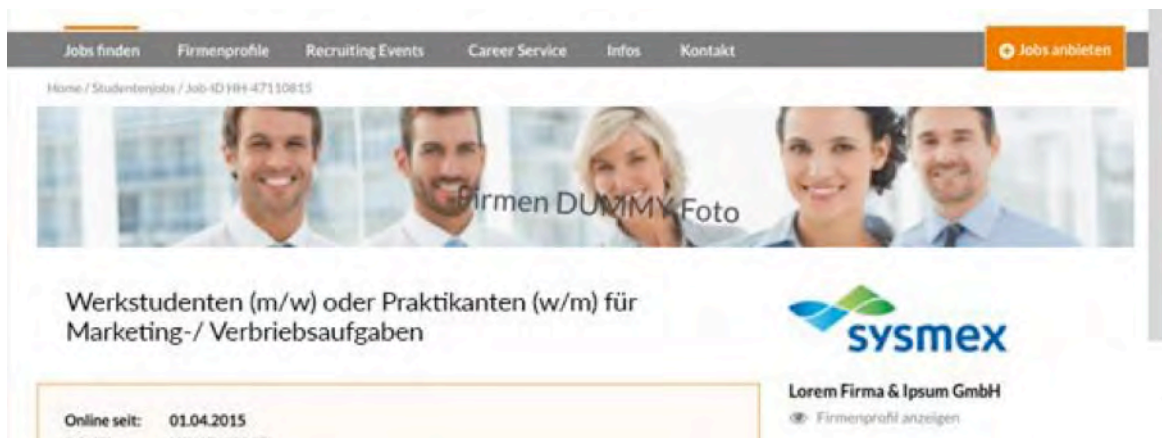 Jobs finden Firmenprofile Recruiting Events Career Service Infos Kontakt Jobs anbieten
Home / Studentenjobs / Job-ID HH-47110815
Firmen DUMMY Foto
Werkstudenten (m/w) oder Praktikanten (w/m) für
Marketing-/ Verbriebsaufgaben
sysmex
Lorem Firma & Ipsum GmbH
Firmenprofil anzeigen
Online seit: 01.04.2015